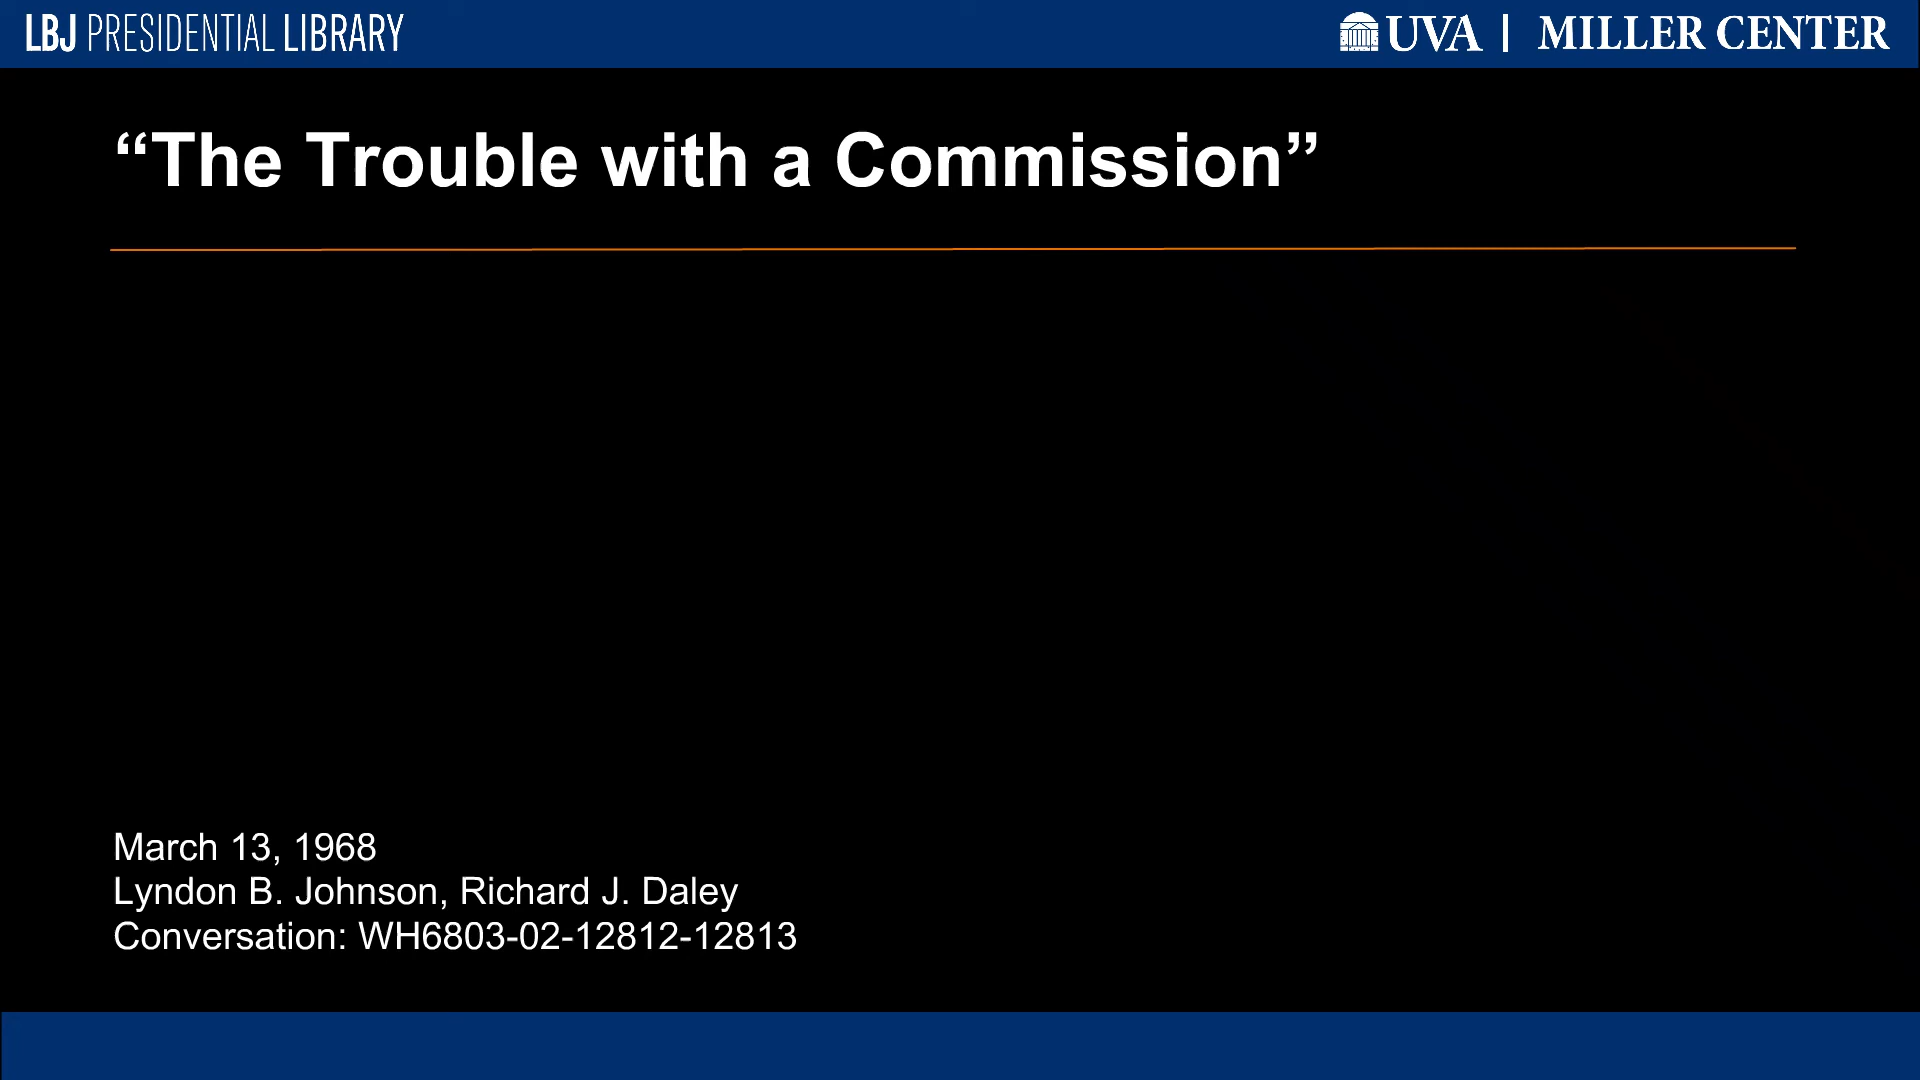 LBJ PRESIDENTIAL LIBRARY
UVA | MILLER CENTER
“The Trouble with a Commission”
March 13, 1968
Lyndon B. Johnson, Richard J. Daley
Conversation: WH6803-02-12812-12813